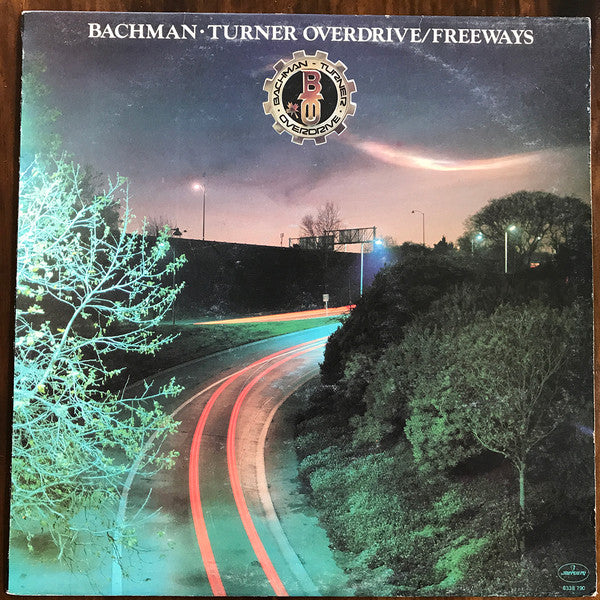 BACHMAN·TURNER OVERDRIVE/FREEWAYS
BACHMAN - TURNER
B
OVERDRIVE
mercury
6338 790